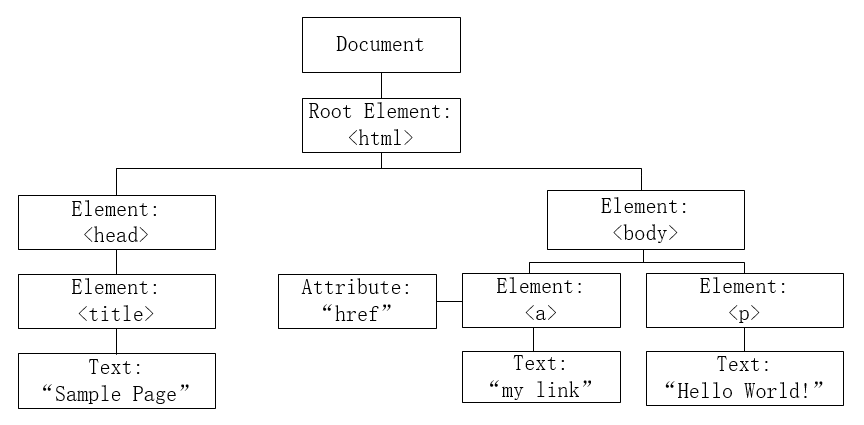 Document
Root Element:
<html>
Element:
<head>
Element:
<body>
Element:
<title>
Attribute:
“href”
Element:
<a>
Element:
<p>
Text:
“Sample Page”
Text:
“my link”
Text:
“Hello World!”